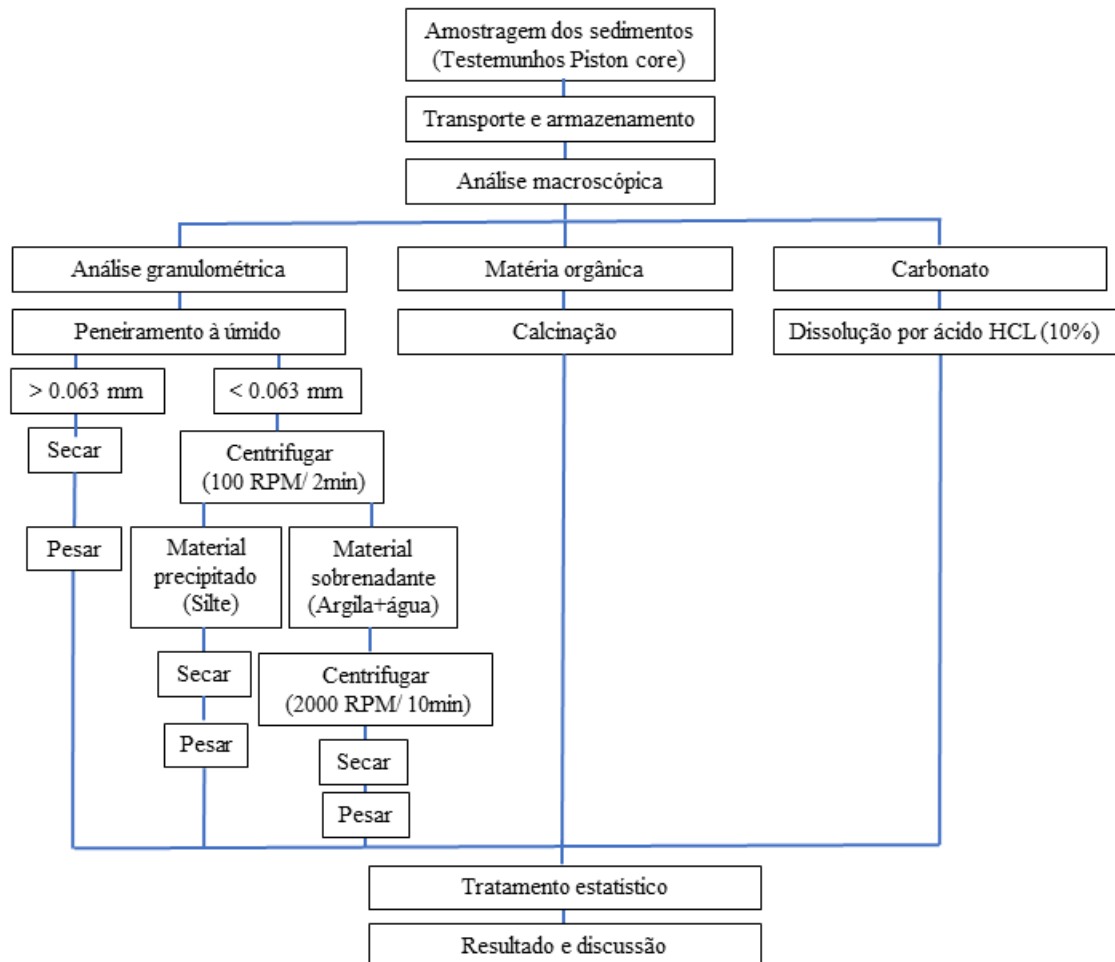 Amostragem dos sedimentos
(Testemunhos Piston core)
Transporte e armazenamento
Análise macroscópica
Análise granulométrica
Matéria orgânica
Carbonato
Peneiramento à úmido
Calcinação
Dissolução por ácido HCL (10%)
> 0.063 mm
< 0.063 mm
Secar
Centrifugar
(100 RPM/ 2min)
Pesar
Material
precipitado
(Silte)
Material
sobrenadante
(Argila+água)
Secar
Centrifugar
(2000 RPM/ 10min)
Pesar
Secar
Pesar
Tratamento estatístico
Resultado e discussão